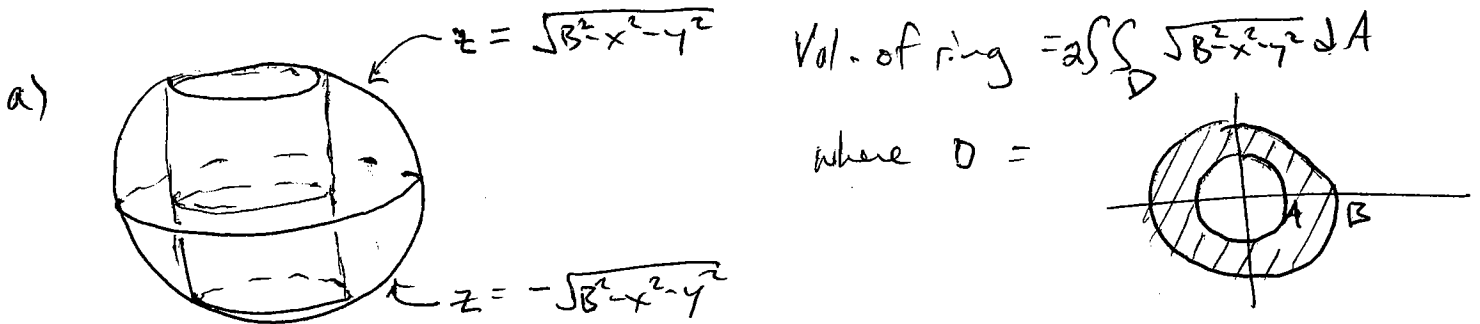 a)
z = √B²-x²-y²
z = -√B²-x²-y²
Vol. of ring = 2∫∫_D √B²-x²-y² dA
where D =
A
B